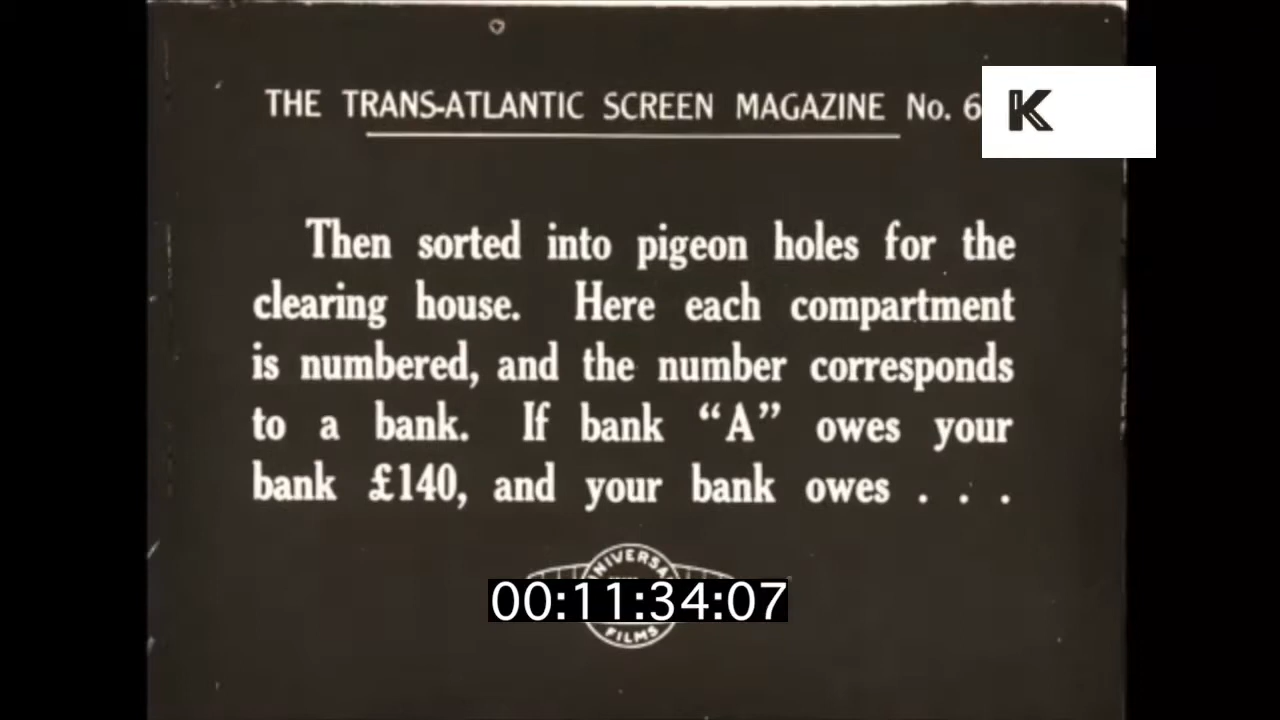 THE TRANS-ATLANTIC SCREEN MAGAZINE No. 6
K
Then sorted into pigeon holes for the
clearing house. Here each compartment
is numbered, and the number corresponds
to a bank. If bank “A” owes your
bank £140, and your bank owes . . .
UNIVERSAL
00:11:34:07
FILMS